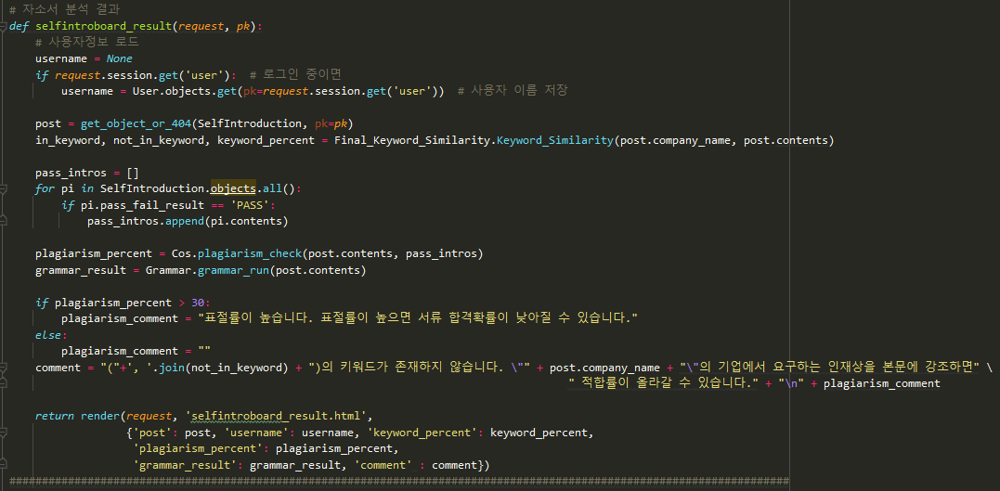 # 자소서 분석 결과
def selfintroboard_result(request, pk):
    # 사용자정보 로드
    username = None
    if request.session.get('user'):  # 로그인 중이면
        username = User.objects.get(pk=request.session.get('user'))  # 사용자 이름 저장

    post = get_object_or_404(SelfIntroduction, pk=pk)
    in_keyword, not_in_keyword, keyword_percent = Final_Keyword_Similarity.Keyword_Similarity(post.company_name, post.contents)

    pass_intros = []
    for pi in SelfIntroduction.objects.all():
        if pi.pass_fail_result == 'PASS':
            pass_intros.append(pi.contents)

    plagiarism_percent = Cos.plagiarism_check(post.contents, pass_intros)
    grammar_result = Grammar.grammar_run(post.contents)

    if plagiarism_percent > 30:
        plagiarism_comment = "표절률이 높습니다. 표절률이 높으면 서류 합격확률이 낮아질 수 있습니다."
    else:
        plagiarism_comment = ""
    comment = "("+', '.join(not_in_keyword) + ")의 키워드가 존재하지 않습니다. \"" + post.company_name + "\"의 기업에서 요구하는 인재상을 본문에 강조하면" \
                                                                                      " 적합률이 올라갈 수 있습니다." + "\n" + plagiarism_comment

    return render(request, 'selfintroboard_result.html',
                  {'post': post, 'username': username, 'keyword_percent': keyword_percent,
                   'plagiarism_percent': plagiarism_percent,
                   'grammar_result': grammar_result, 'comment' : comment})
########################################################################################################################